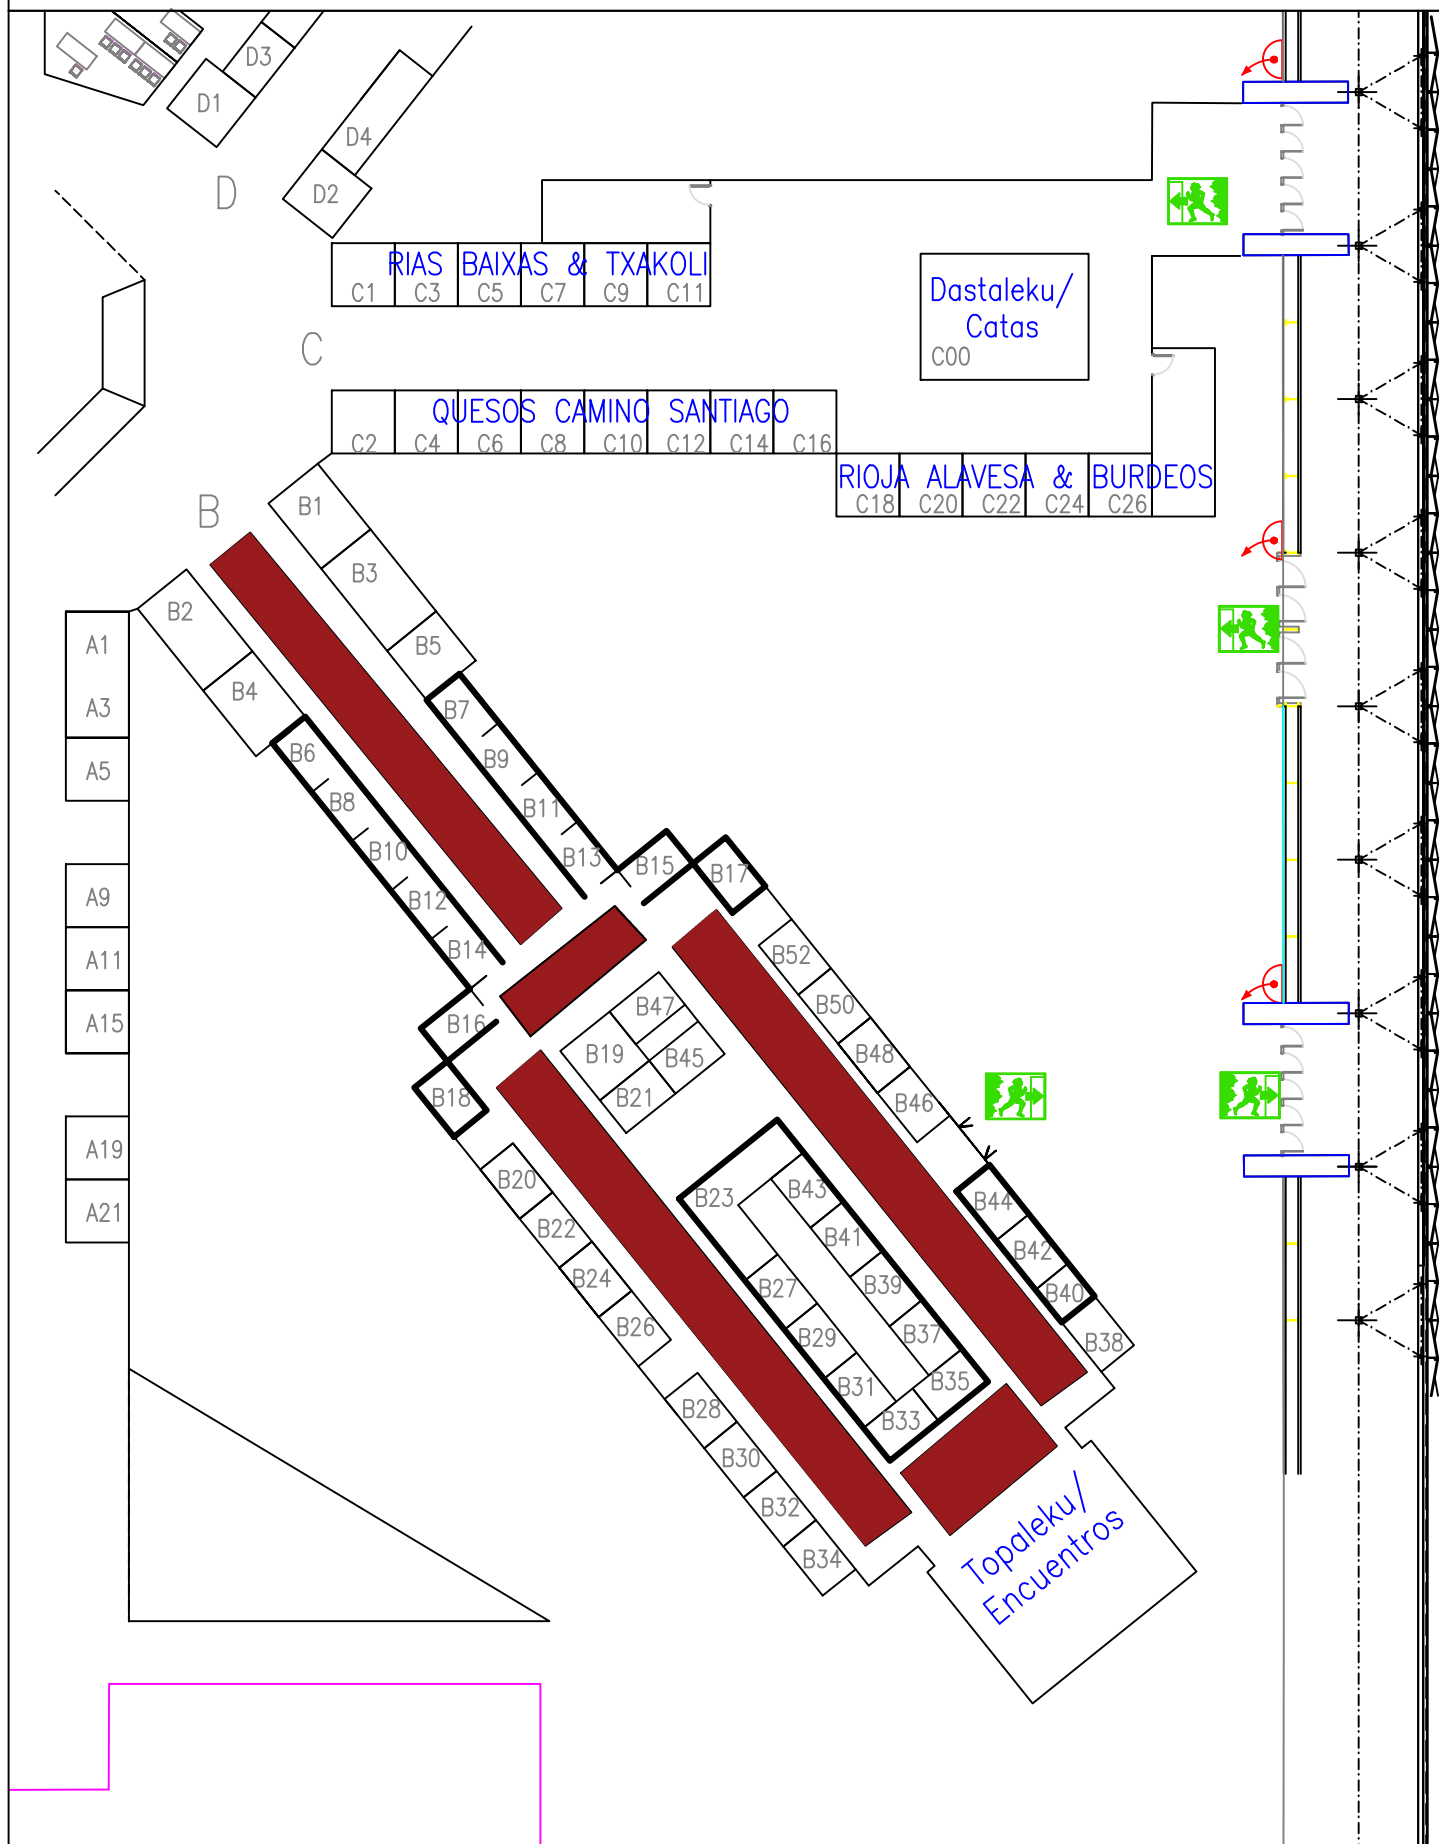 D3
D1
D4
D2
D
RIAS BAIXAS & TXAKOLI
C1 C3 C5 C7 C9 C11
Dastaleku/
Catas
C00
C
QUESOS CAMINO SANTIAGO
C2 C4 C6 C8 C10 C12 C14 C16
RIOJA ALAVESA & BURDEOS
C18 C20 C22 C24 C26
B
B1
B3
B5
B7
B9
B11
B13
B15
B17
B2
B4
B6
B8
B10
B12
B14
B16
B18
A1
A3
A5
A9
A11
A15
A19
A21
B52
B50
B48
B46
B44
B42
B40
B38
B47
B19
B45
B21
B20
B22
B24
B26
B28
B30
B32
B34
B23
B43
B41
B39
B37
B35
B27
B29
B31
B33
Topaleku/
Encuentros